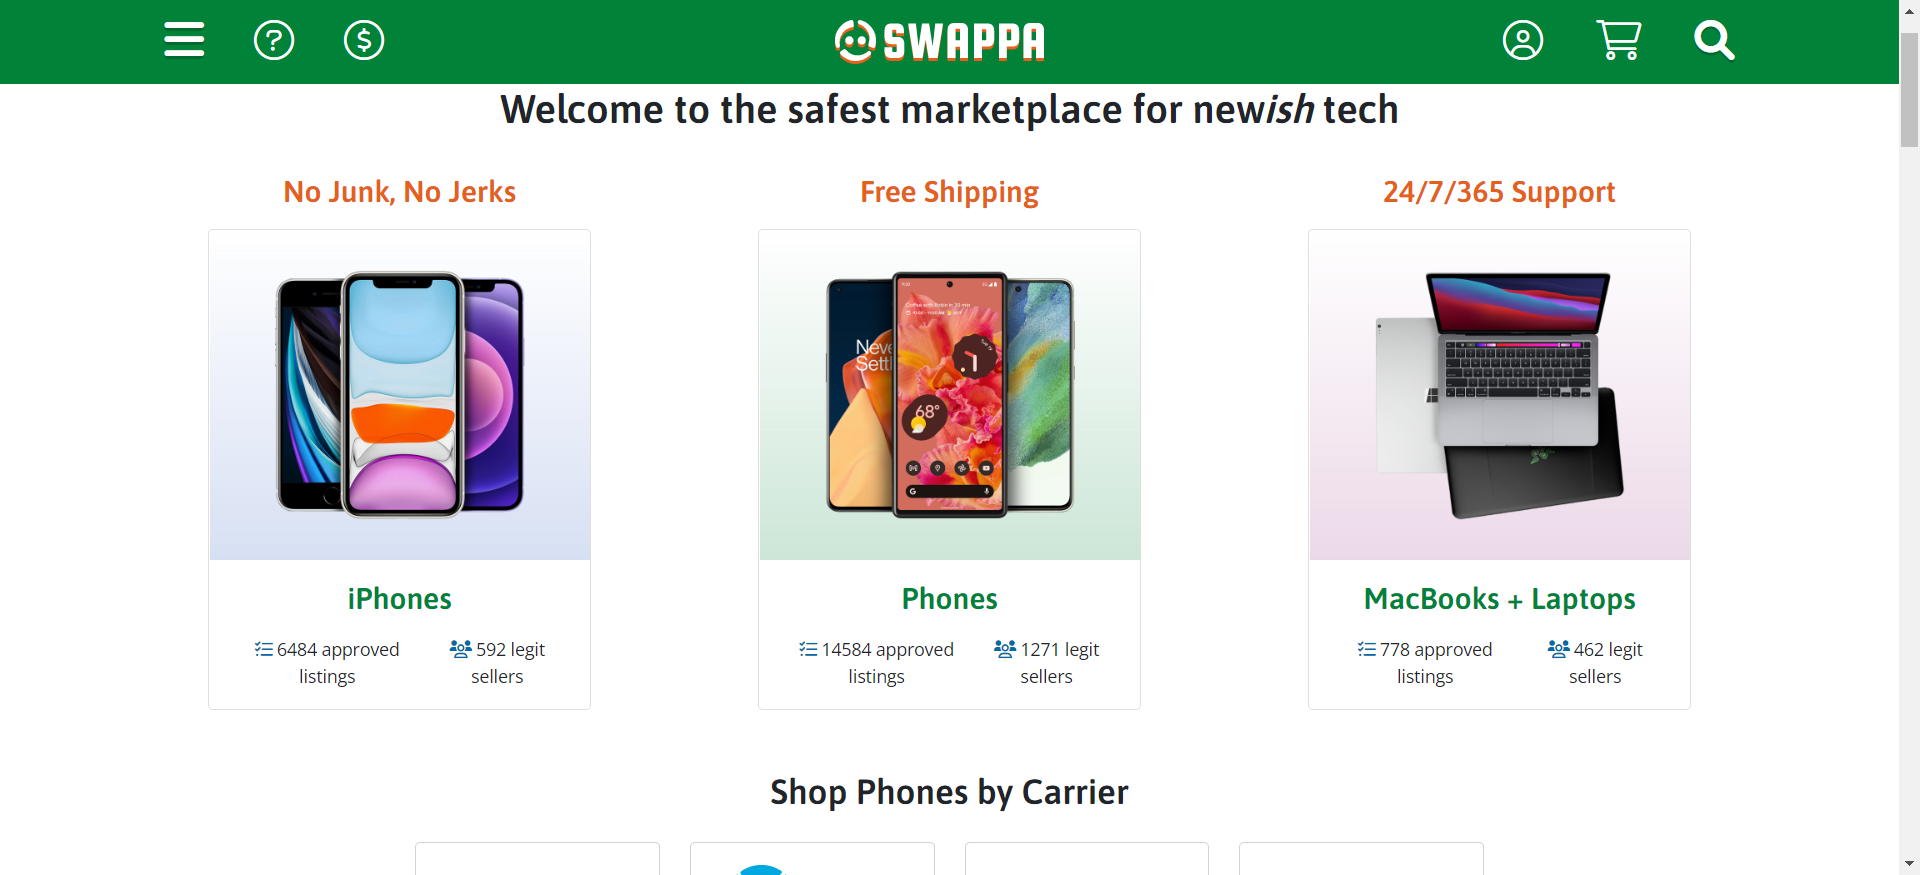 SWAPPA
Welcome to the safest marketplace for newish tech
No Junk, No Jerks
Free Shipping
24/7/365 Support
Never
Settl
68°
iPhones
Phones
MacBooks + Laptops
6484 approved
listings
592 legit
sellers
14584 approved
listings
1271 legit
sellers
778 approved
listings
462 legit
sellers
Shop Phones by Carrier